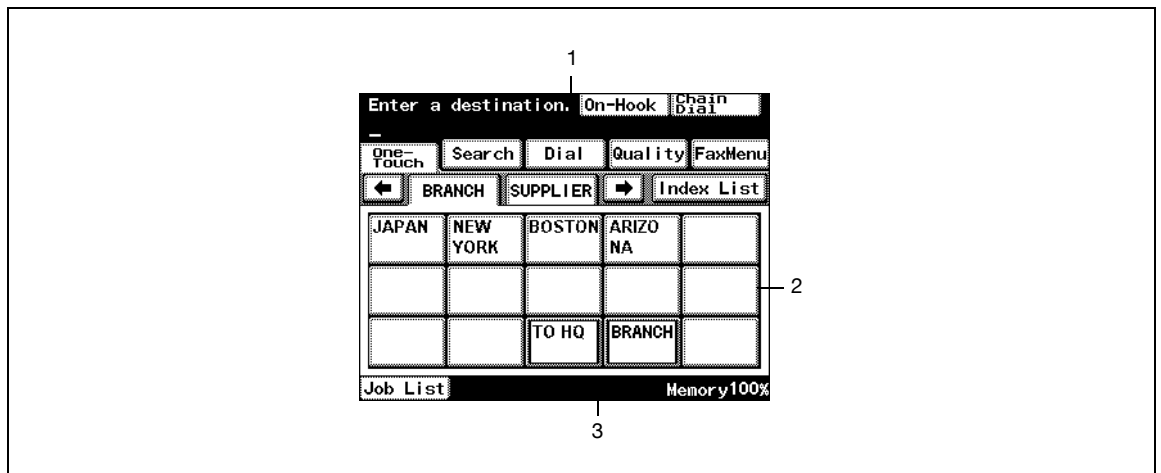 1
Enter a destination. On-Hook Chain Dial
One-Touch Search Dial Quality FaxMenu
BRANCH SUPPLIER Index List
JAPAN NEW YORK BOSTON ARIZO NA
2
TO HQ BRANCH
Job List Memory100%
3